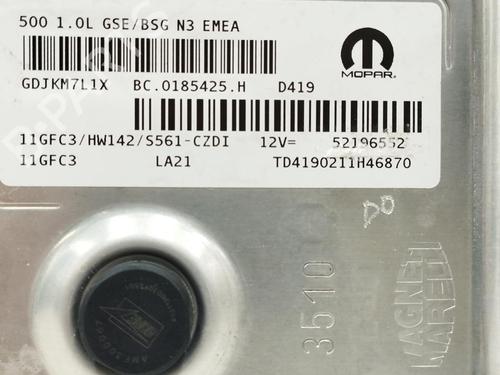 500 1.0L GSE/BSG N3 EMEA
MOPAR
GDJKM7L1X BC.0185425.H D419
11GFC3/HW142/S561-CZDI 12V= 52196552
11GFC3 LA21 TD4190211H46870
DO
3510
MAGNETI
MARELLI